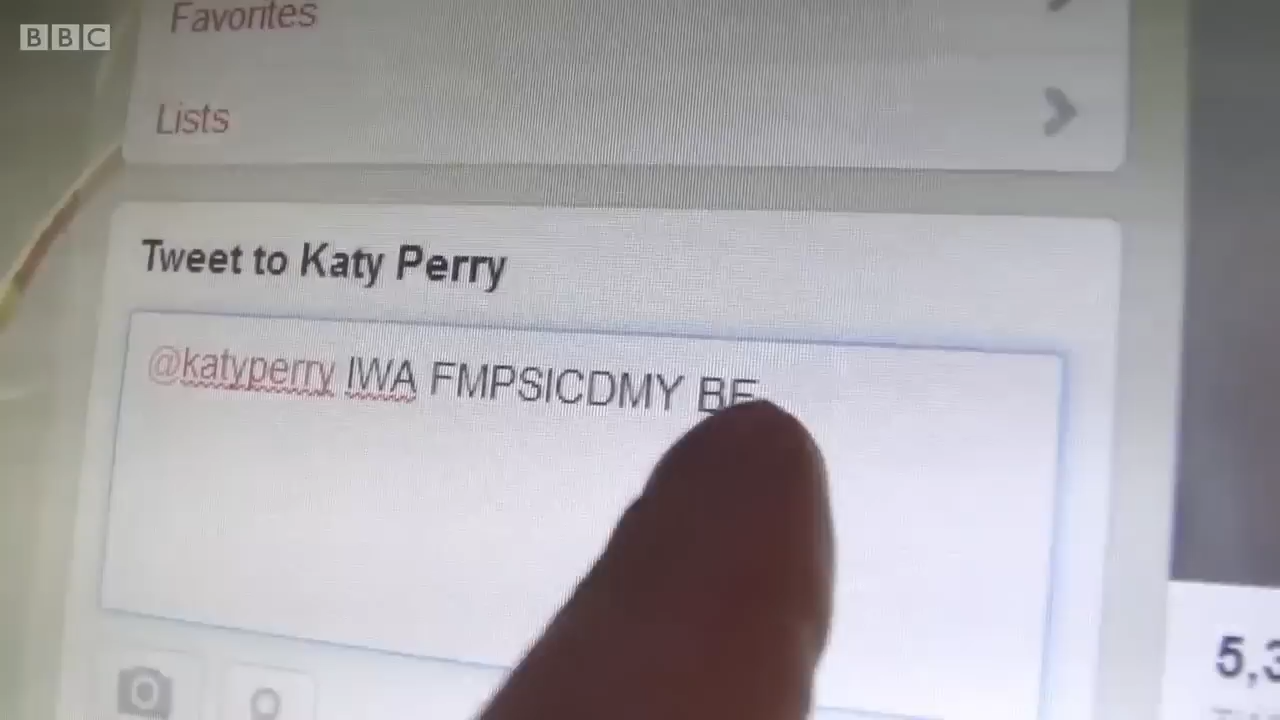 BBC
Favorites
Lists
Tweet to Katy Perry
@katyperry IWA FMPSICDMY BE